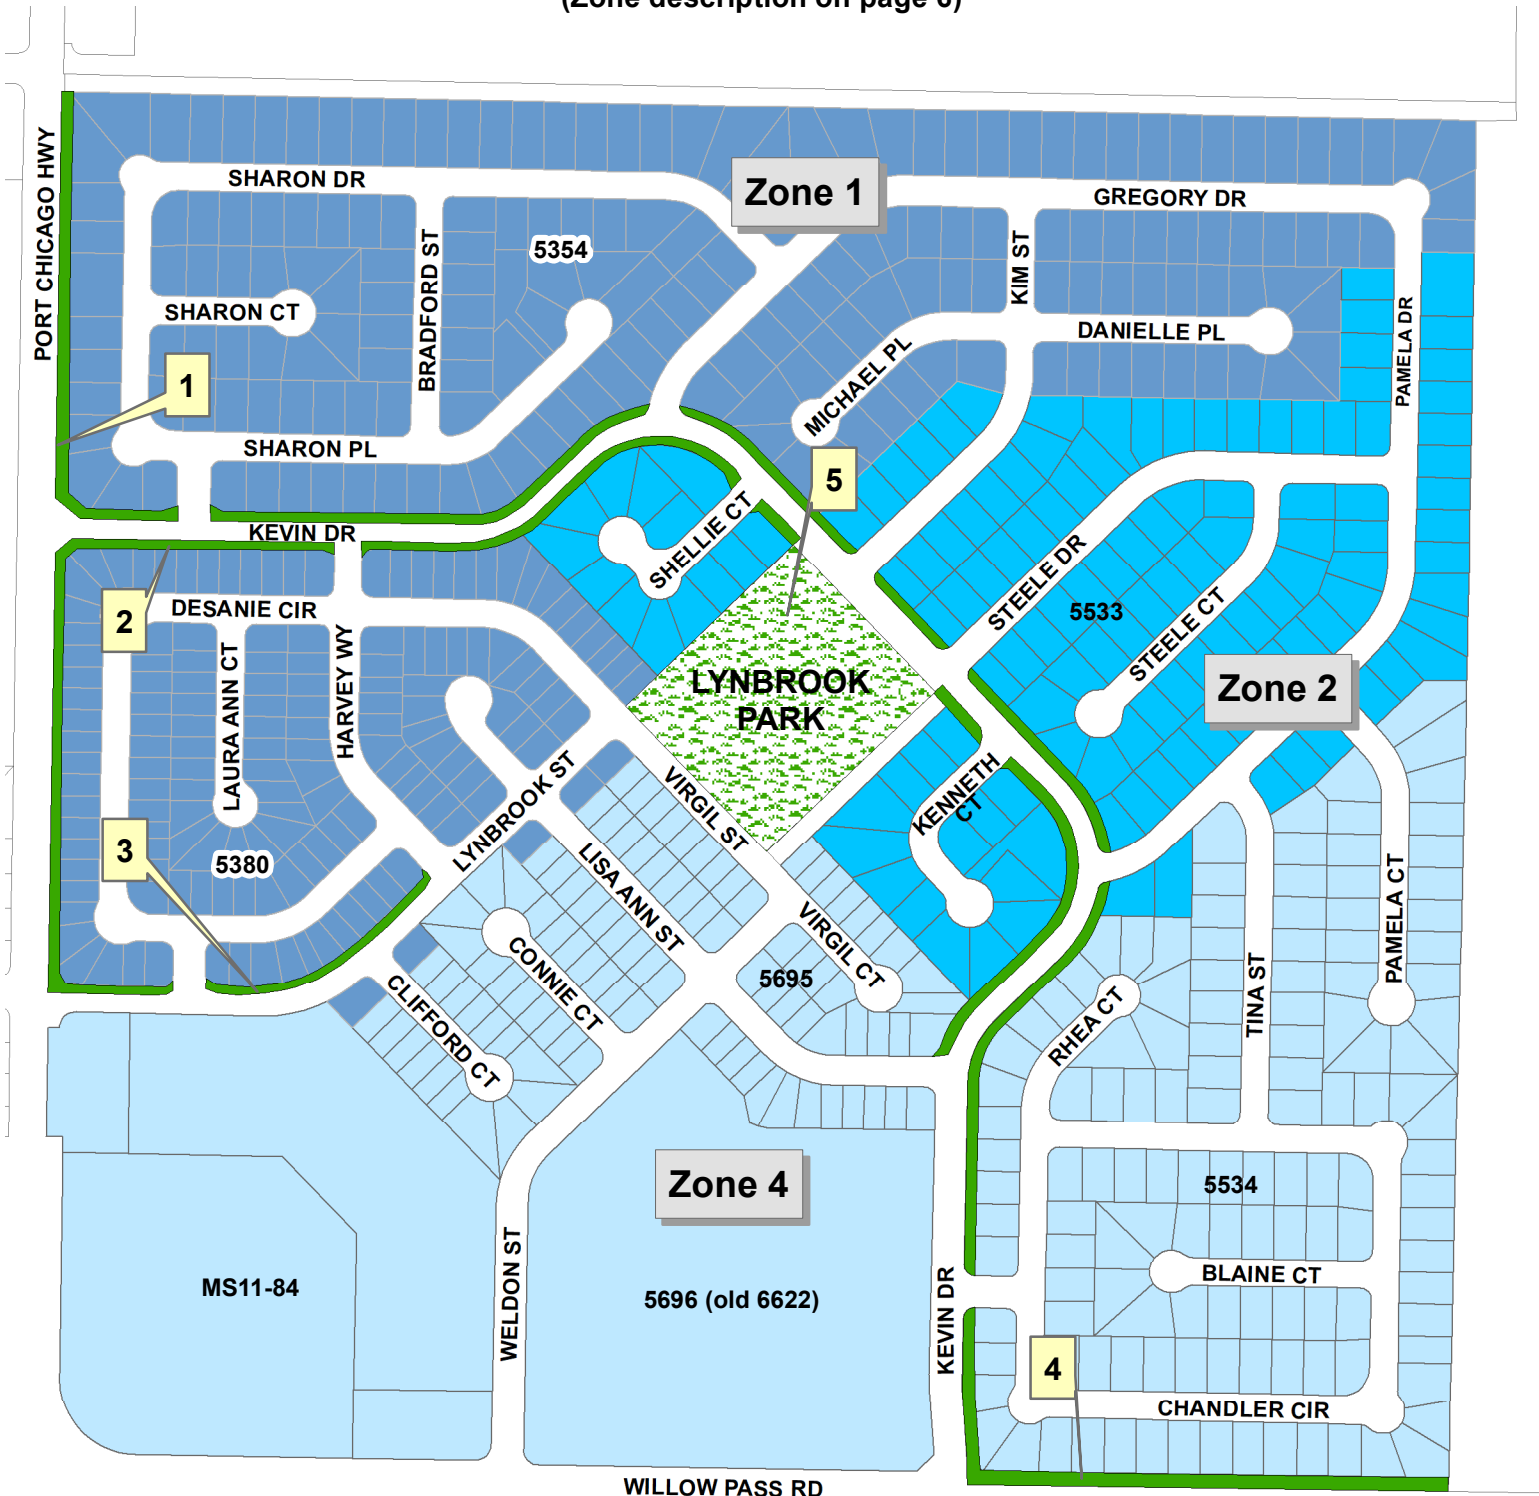 (Zone description on page 6)
PORT CHICAGO HWY
SHARON DR
Zone 1
GREGORY DR
BRADFORD ST
5354
KIM ST
SHARON CT
DANIELLE PL
PAMELA DR
MICHAEL PL
1
SHARON PL
5
KEVIN DR
SHELLIE CT
STEELE DR
2
DESANIE CIR
5533
STEELE CT
LAURA ANN CT
HARVEY WY
LYNBROOK
PARK
Zone 2
LYNBROOK ST
VIRGIL ST
KENNETH
CT
3
5380
LISA ANN ST
VIRGIL CT
PAMELA CT
CONNIE CT
5695
CLIFFORD CT
TINA ST
RHEA CT
Zone 4
5534
MS11-84
WELDON ST
5696 (old 6622)
KEVIN DR
BLAINE CT
4
CHANDLER CIR
WILLOW PASS RD